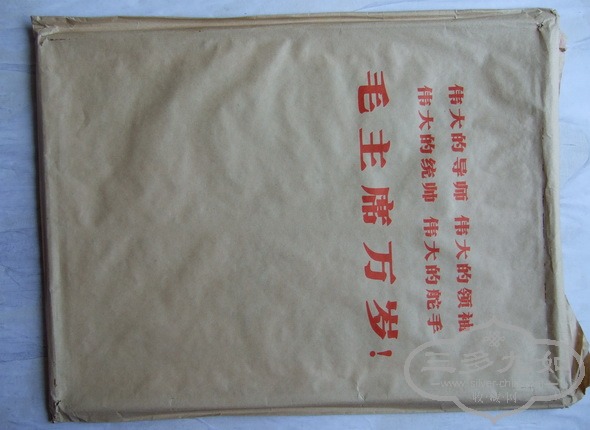 伟大的导师 伟大的领袖
伟大的统帅 伟大的舵手
毛主席万岁!